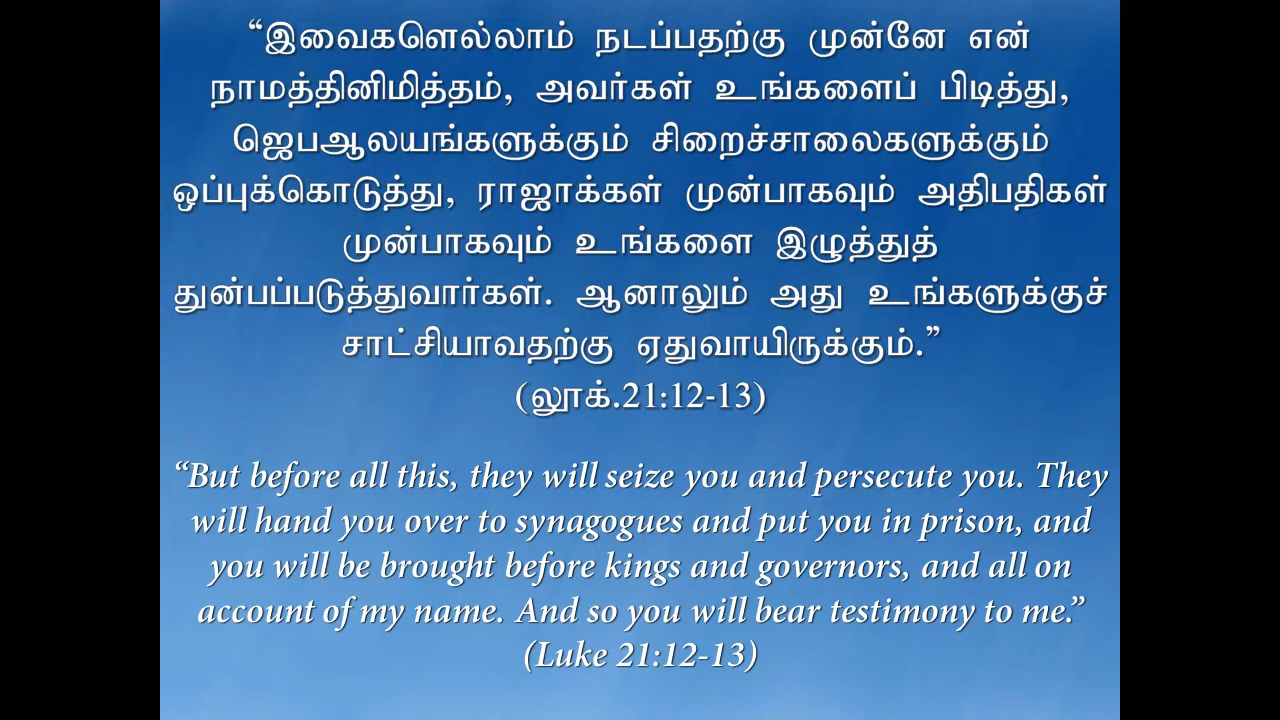 “இவைகளெல்லாம் நடப்பதற்கு முன்னே என்
நாமத்தினிமித்தம், அவர்கள் உங்களைப் பிடித்து,
ஜெபஆலயங்களுக்கும் சிறைச்சாலைகளுக்கும்
ஒப்புக்கொடுத்து, ராஜாக்கள் முன்பாகவும் அதிபதிகள்
முன்பாகவும் உங்களை இழுத்துத்
துன்பப்படுத்துவார்கள். ஆனாலும் அது உங்களுக்குச்
சாட்சியாவதற்கு ஏதுவாயிருக்கும்.”
(லூக்.21:12-13)
“But before all this, they will seize you and persecute you. They
will hand you over to synagogues and put you in prison, and
you will be brought before kings and governors, and all on
account of my name. And so you will bear testimony to me.”
(Luke 21:12-13)